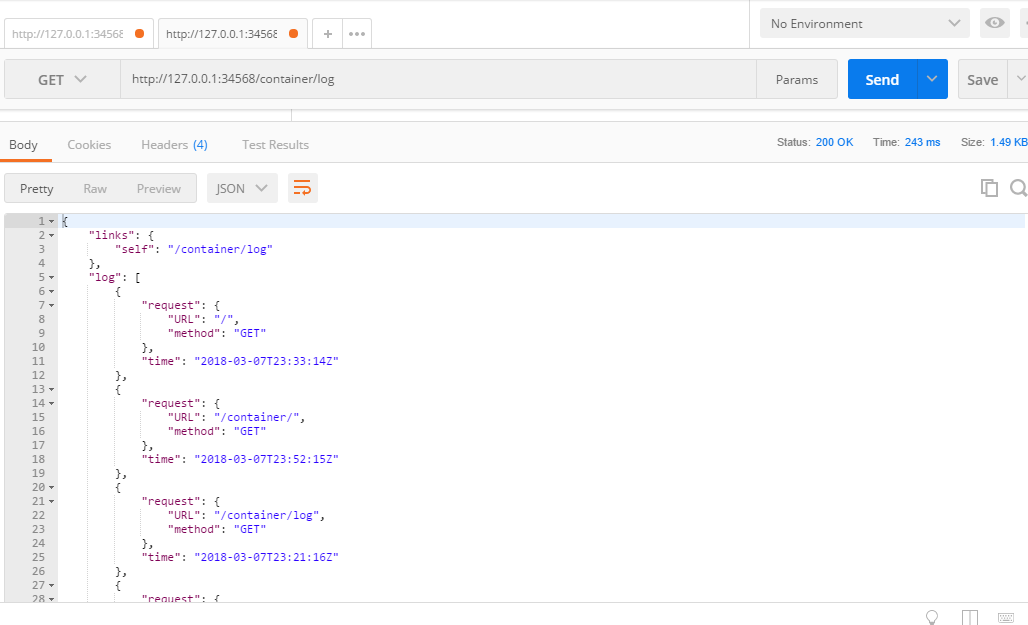 http://127.0.0.1:34568
http://127.0.0.1:34568
+
•••
No Environment
GET
http://127.0.0.1:34568/container/log
Params
Send
Save
Body
Cookies
Headers (4)
Test Results
Status: 200 OK
Time: 243 ms
Size: 1.49 KB
Pretty
Raw
Preview
JSON
1 {
2 "links": {
3 "self": "/container/log"
4 },
5 "log": [
6 {
7 "request": {
8 "URL": "/",
9 "method": "GET"
10 },
11 "time": "2018-03-07T23:33:14Z"
12 },
13 {
14 "request": {
15 "URL": "/container/",
16 "method": "GET"
17 },
18 "time": "2018-03-07T23:52:15Z"
19 },
20 {
21 "request": {
22 "URL": "/container/log",
23 "method": "GET"
24 },
25 "time": "2018-03-07T23:21:16Z"
26 },
27 {
28 "request": {